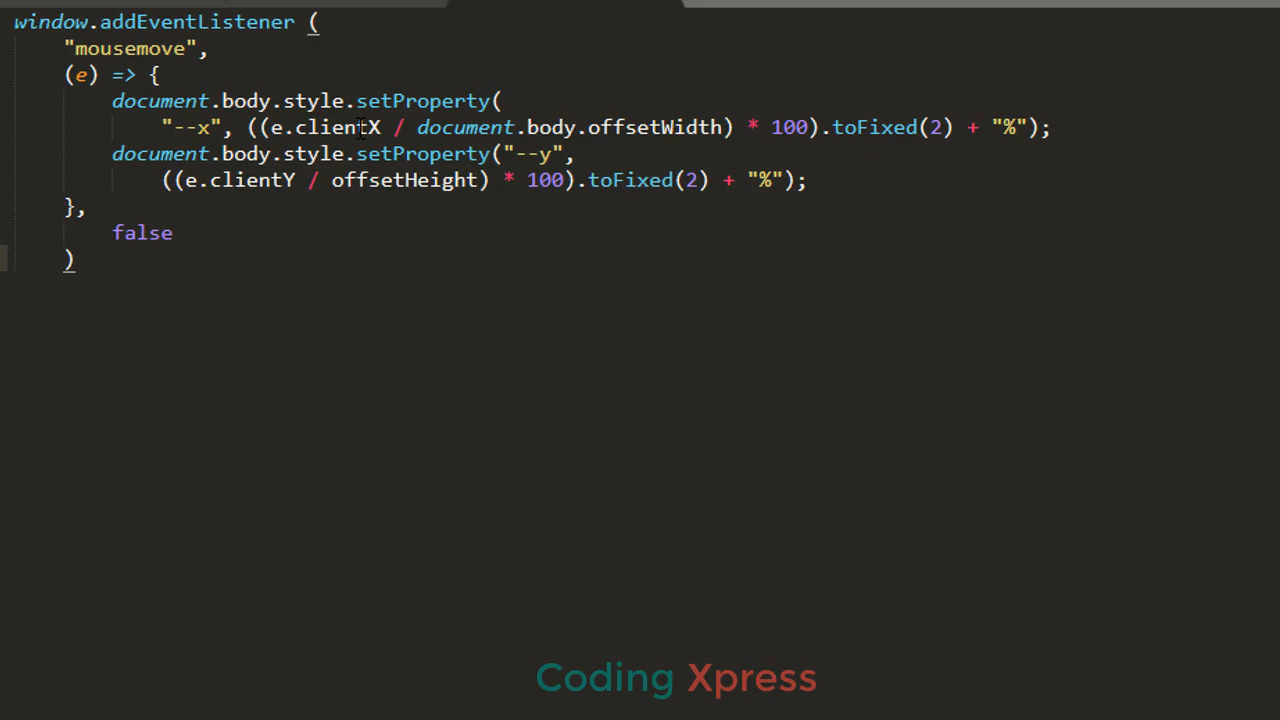 window.addEventListener (
"mousemove",
(e) => {
document.body.style.setProperty(
"--x", ((e.clientX / document.body.offsetWidth) * 100).toFixed(2) + "%");
document.body.style.setProperty("--y",
((e.clientY / offsetHeight) * 100).toFixed(2) + "%");
},
false
)
Coding Xpress